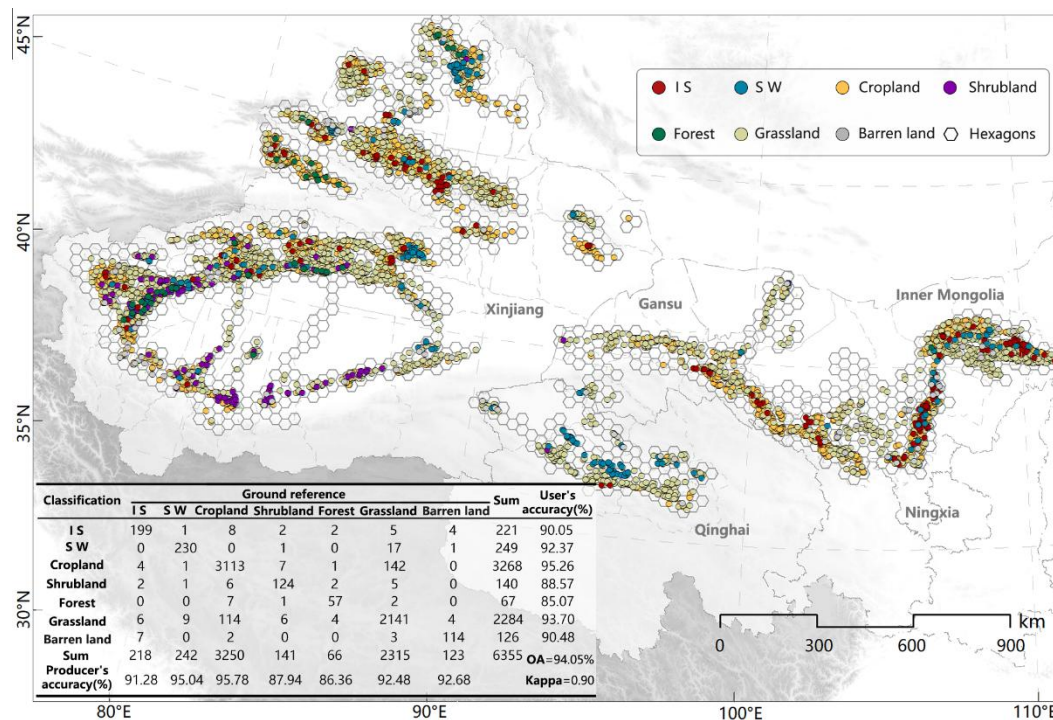 45°N
I S S W Cropland Shrubland
Forest Grassland Barren land Hexagons
40°N
Xinjiang Gansu Inner Mongolia
35°N
Qinghai Ningxia
Classification Ground reference Sum User's accuracy(%)
I S S W Cropland Shrubland Forest Grassland Barren land
I S 199 1 8 2 2 5 4 221 90.05
S W 0 230 0 1 0 17 1 249 92.37
Cropland 4 1 3113 7 1 142 0 3268 95.26
Shrubland 2 1 6 124 2 5 0 140 88.57
Forest 0 0 7 1 57 2 0 67 85.07
Grassland 6 9 114 6 4 2141 4 2284 93.70
Barren land 7 0 2 0 0 3 114 126 90.48
Sum 218 242 3250 141 66 2315 123 6355 OA=94.05%
Producer's accuracy(%) 91.28 95.04 95.78 87.94 86.36 92.48 92.68 Kappa=0.90
30°N
km
0 300 600 900
80°E 90°E 100°E 110°E